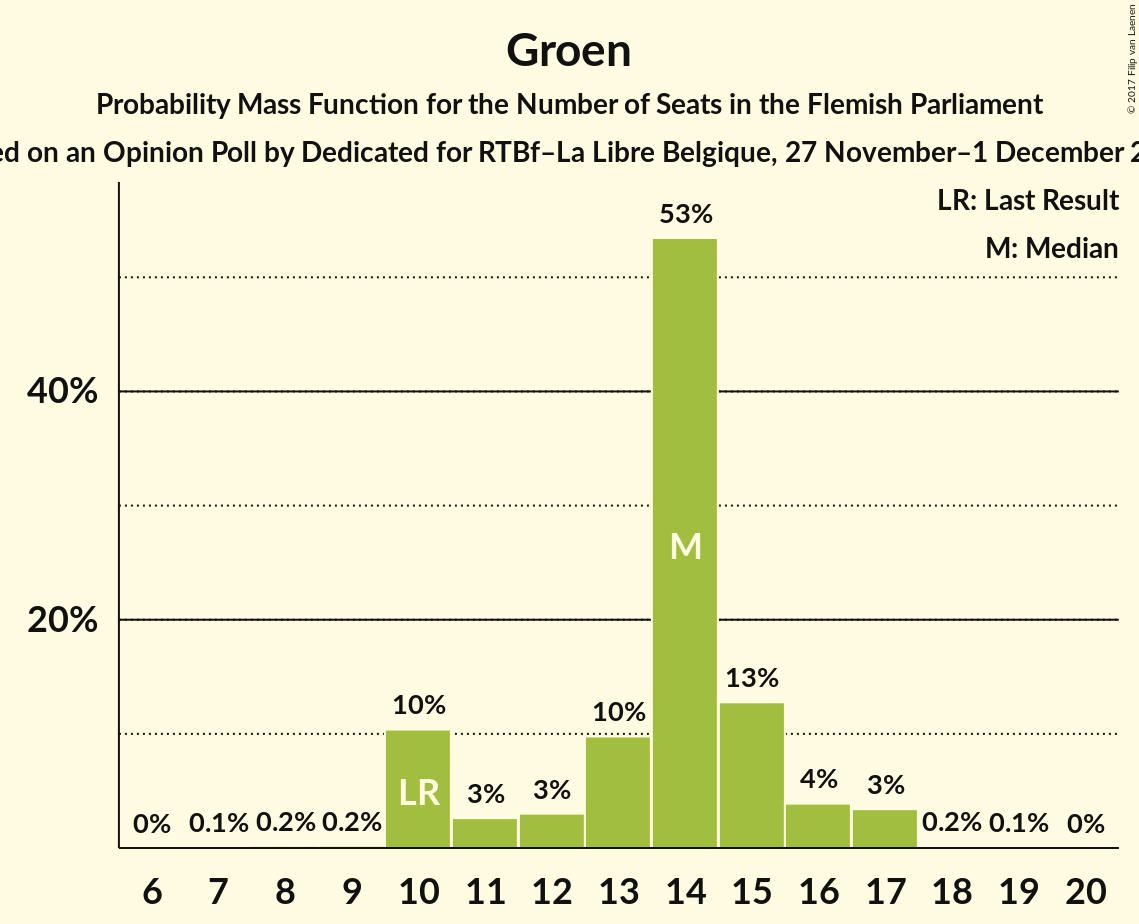 Groen
Probability Mass Function for the Number of Seats in the Flemish Parliament
on an Opinion Poll by Dedicated for RTBf–La Libre Belgique, 27 November–1 December
© 2017 Filip van Laenen
LR: Last Result
M: Median
53%
40%
M
20%
13%
10%
10%
LR
4%
3%
3%
3%
0%
0.1%
0.2%
0.2%
0.2%
0.1%
0%
6 7 8 9 10 11 12 13 14 15 16 17 18 19 20